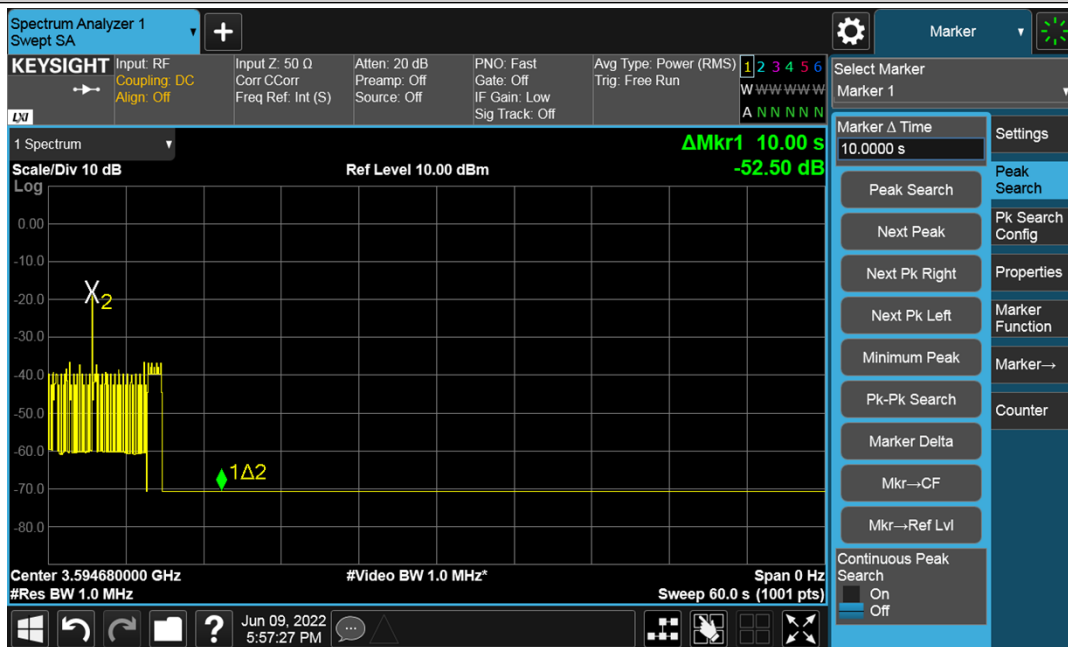 Spectrum Analyzer 1
Swept SA
Marker
KEYSIGHT
LXI
Input: RF
Coupling: DC
Align: Off
Input Z: 50 Ω
Corr CCorr
Freq Ref: Int (S)
Atten: 20 dB
Preamp: Off
Source: Off
PNO: Fast
Gate: Off
IF Gain: Low
Sig Track: Off
Avg Type: Power (RMS)
Trig: Free Run
1 2 3 4 5 6
W W W W W W
A N N N N N
Select Marker
Marker 1
1 Spectrum
ΔMkr1 10.00 s
-52.50 dB
Scale/Div 10 dB
Ref Level 10.00 dBm
Log
0.00
-10.0
-20.0
-30.0
-40.0
-50.0
-60.0
-70.0
-80.0
X2
1Δ2
Center 3.594680000 GHz
#Video BW 1.0 MHz*
Span 0 Hz
#Res BW 1.0 MHz
Sweep 60.0 s (1001 pts)
Marker Δ Time
10.0000 s
Peak Search
Next Peak
Next Pk Right
Next Pk Left
Minimum Peak
Pk-Pk Search
Marker Delta
Mkr→CF
Mkr→Ref Lvl
Continuous Peak
Search
On
Off
Settings
Peak
Search
Pk Search
Config
Properties
Marker
Function
Marker→
Counter
?
Jun 09, 2022
5:57:27 PM